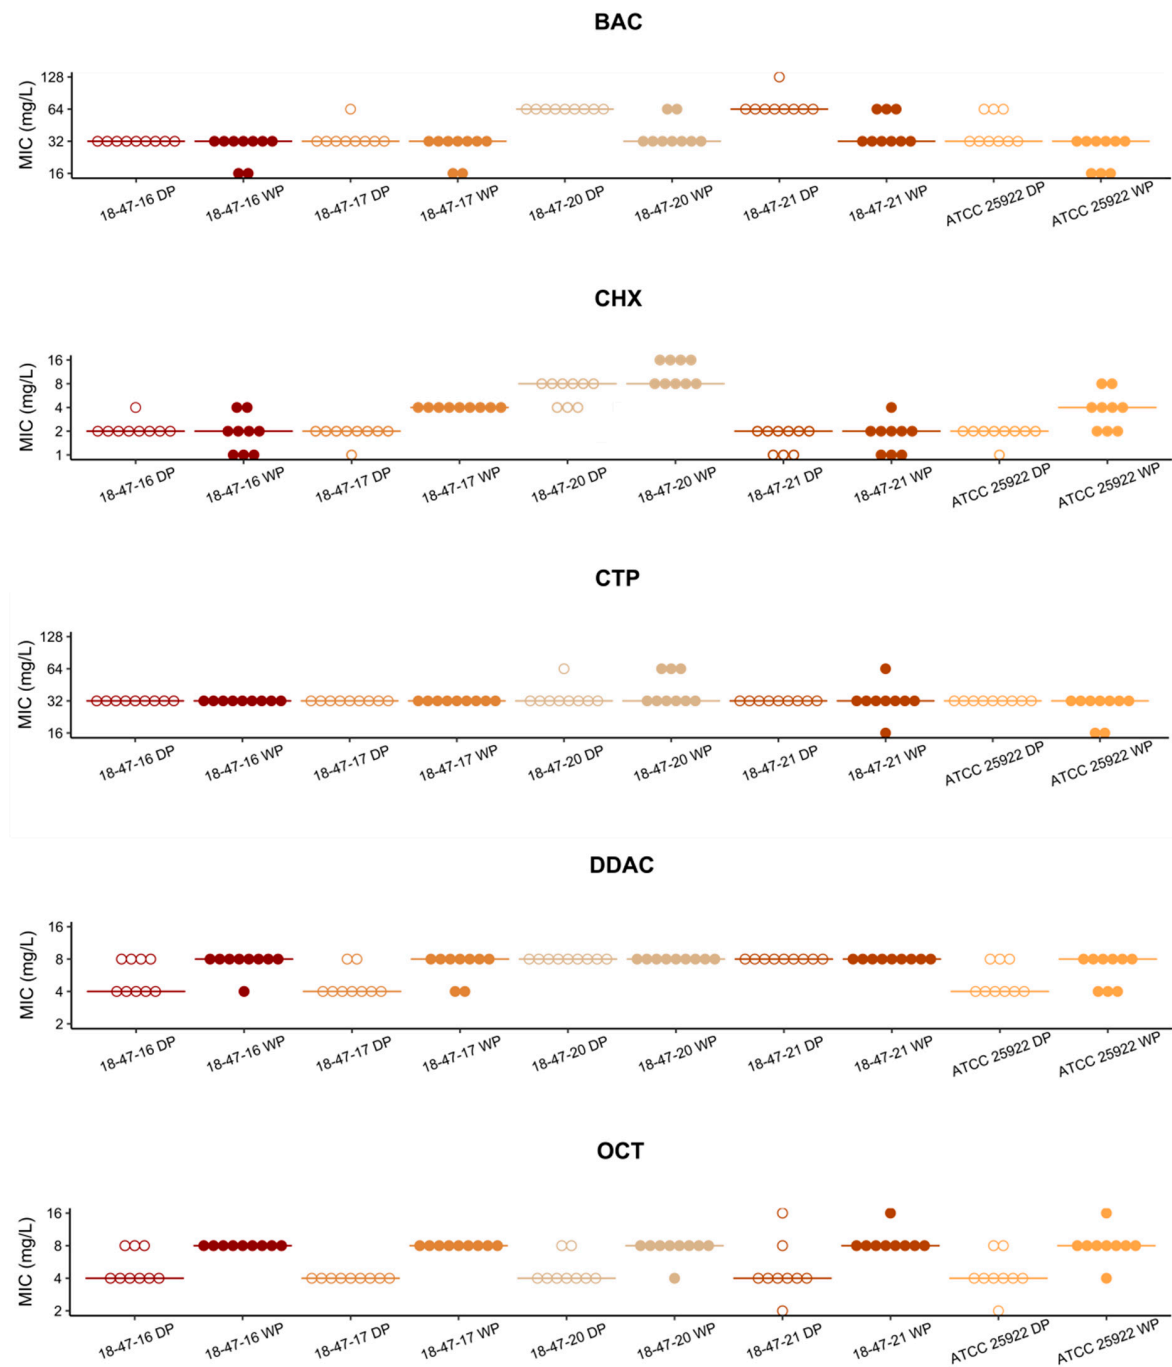 BAC
MIC (mg/L)
128
64
32
16
18-47-16 DP
18-47-16 WP
18-47-17 DP
18-47-17 WP
18-47-20 DP
18-47-20 WP
18-47-21 DP
18-47-21 WP
ATCC 25922 DP
ATCC 25922 WP
CHX
MIC (mg/L)
16
8
4
2
1
18-47-16 DP
18-47-16 WP
18-47-17 DP
18-47-17 WP
18-47-20 DP
18-47-20 WP
18-47-21 DP
18-47-21 WP
ATCC 25922 DP
ATCC 25922 WP
CTP
MIC (mg/L)
128
64
32
16
18-47-16 DP
18-47-16 WP
18-47-17 DP
18-47-17 WP
18-47-20 DP
18-47-20 WP
18-47-21 DP
18-47-21 WP
ATCC 25922 DP
ATCC 25922 WP
DDAC
MIC (mg/L)
16
8
4
2
18-47-16 DP
18-47-16 WP
18-47-17 DP
18-47-17 WP
18-47-20 DP
18-47-20 WP
18-47-21 DP
18-47-21 WP
ATCC 25922 DP
ATCC 25922 WP
OCT
MIC (mg/L)
16
8
4
2
18-47-16 DP
18-47-16 WP
18-47-17 DP
18-47-17 WP
18-47-20 DP
18-47-20 WP
18-47-21 DP
18-47-21 WP
ATCC 25922 DP
ATCC 25922 WP